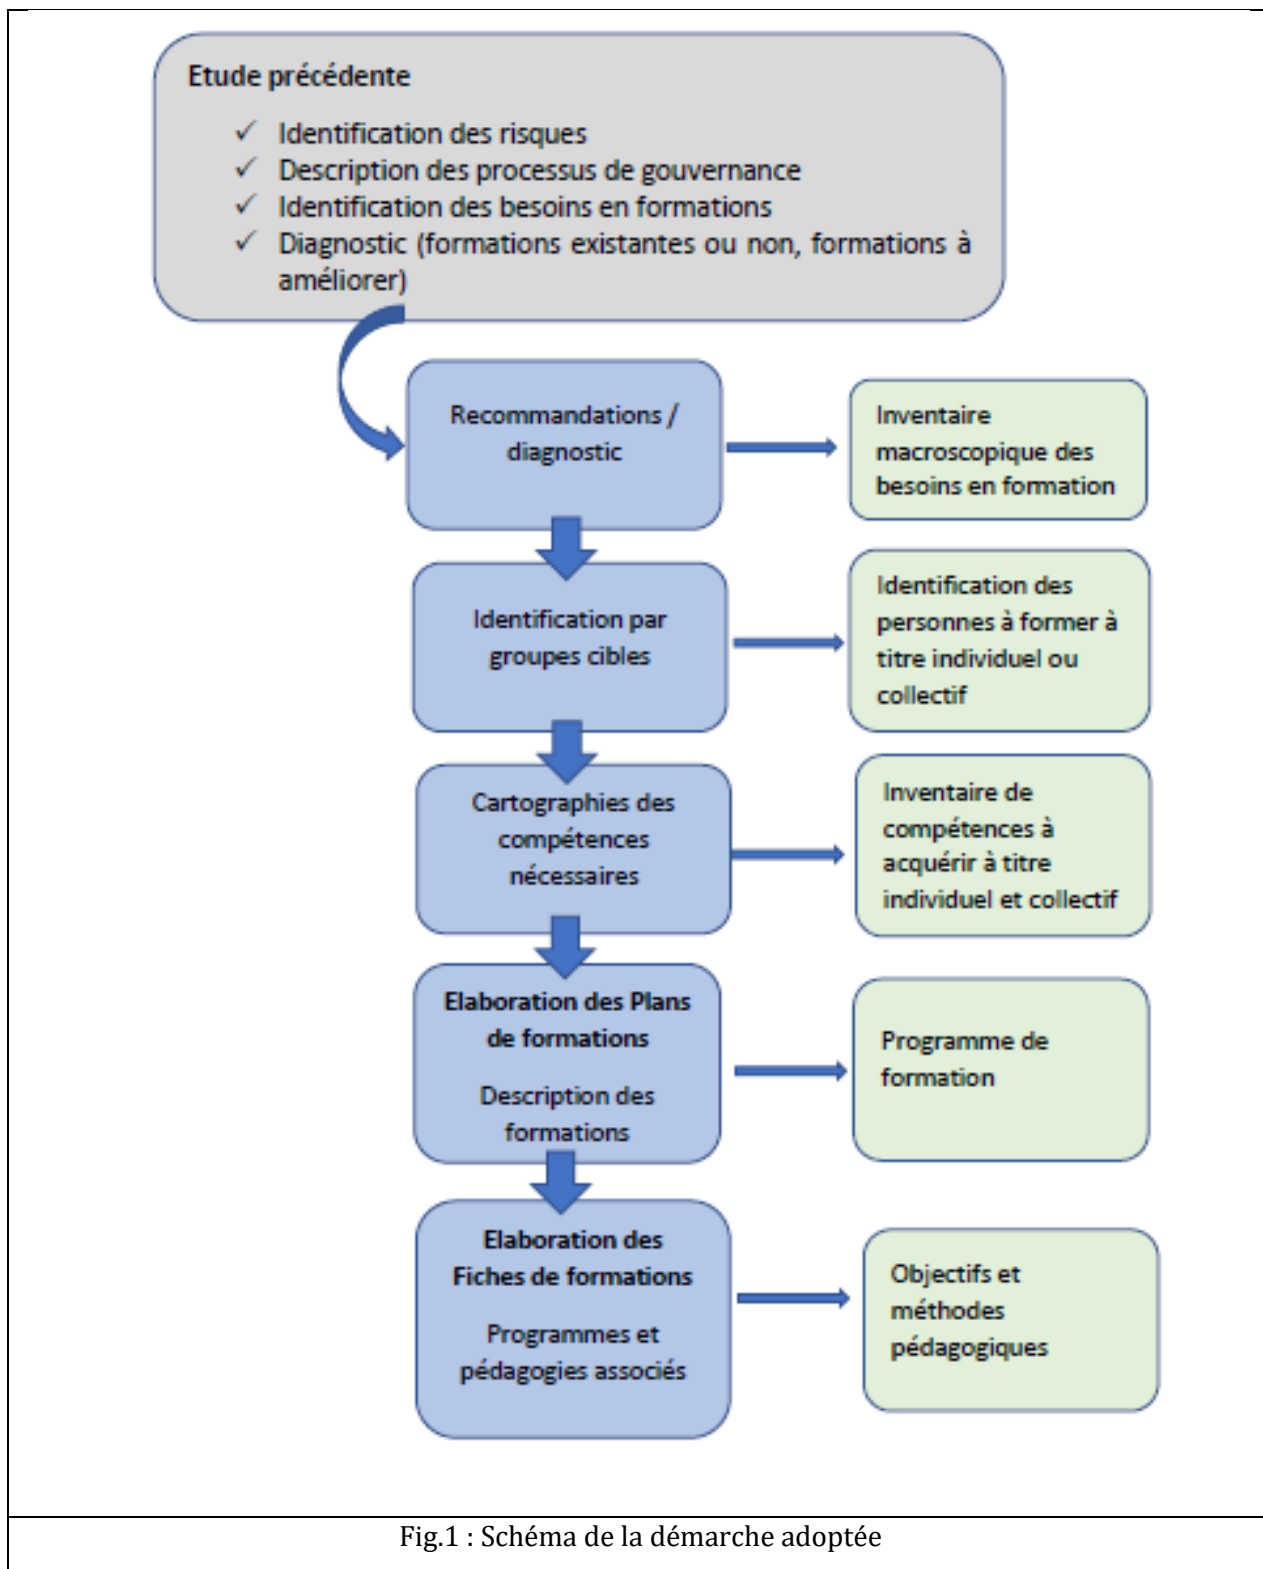 Etude précédente
✓ Identification des risques
✓ Description des processus de gouvernance
✓ Identification des besoins en formations
✓ Diagnostic (formations existantes ou non, formations à
améliorer)
Recommandations /
diagnostic
Inventaire
macroscopique des
besoins en formation
Identification par
groupes cibles
Identification des
personnes à former à
titre individuel ou
collectif
Cartographies des
compétences
nécessaires
Inventaire de
compétences à
acquérir à titre
individuel et collectif
Elaboration des Plans
de formations
Description des
formations
Programme de
formation
Elaboration des
Fiches de formations
Programmes et
pédagogies associés
Objectifs et
méthodes
pédagogiques
Fig.1 : Schéma de la démarche adoptée